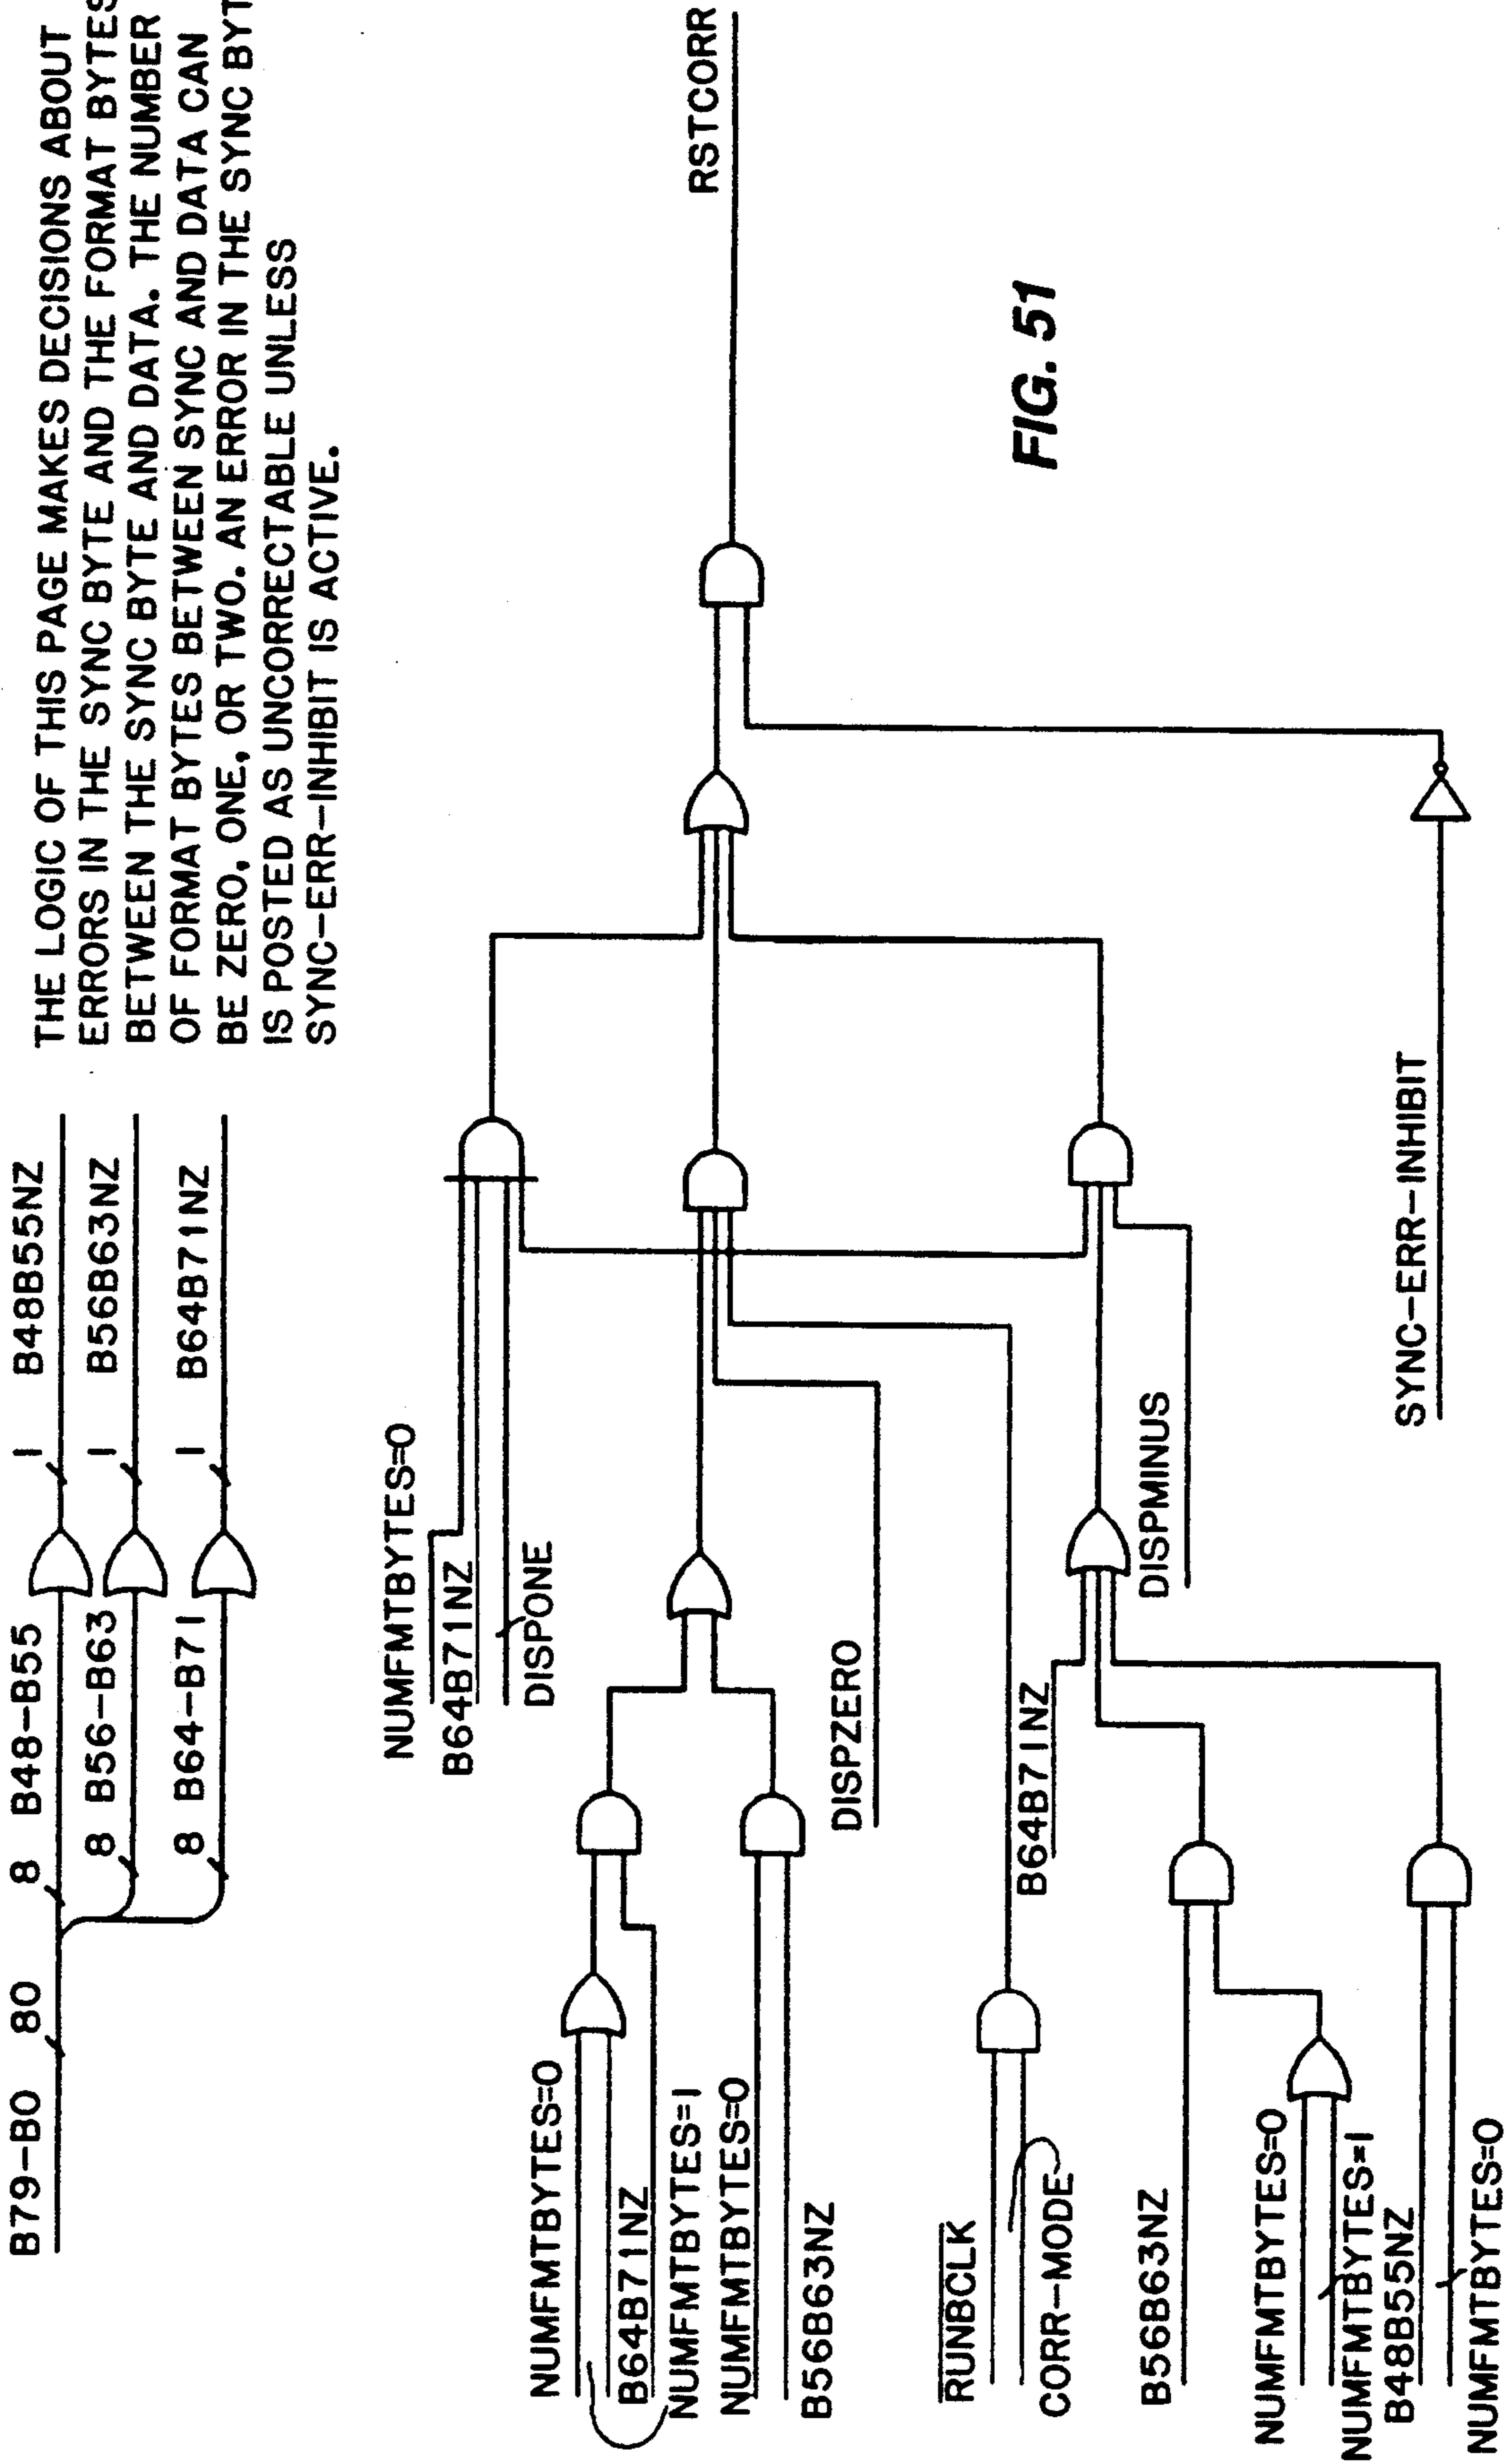 B79-B0 80 8 B48-B55 1 B48B55NZ
8 B56-B63 1 B56B63NZ
8 B64-B71 1 B64B71NZ
THE LOGIC OF THIS PAGE MAKES DECISIONS ABOUT
ERRORS IN THE SYNC BYTE AND THE FORMAT BYTES
BETWEEN THE SYNC BYTE AND DATA. THE NUMBER
OF FORMAT BYTES BETWEEN SYNC AND DATA CAN
BE ZERO, ONE, OR TWO. AN ERROR IN THE SYNC BYT
IS POSTED AS UNCORRECTABLE UNLESS
SYNC-ERR-INHIBIT IS ACTIVE.
NUMFMTBYTES=0
B64B71NZ
DISPONE
NUMFMTBYTES=0
B64B71NZ
NUMFMTBYTES=1
NUMFMTBYTES=0
B56B63NZ
DISPZERO
RUNBCLK
CORR-MODE
B64B71NZ
B56B63NZ
NUMFMTBYTES=0
NUMFMTBYTES=1
B48B55NZ
NUMFMTBYTES=0
DISPMINUS
SYNC-ERR-INHIBIT
RSTCORR
FIG. 51